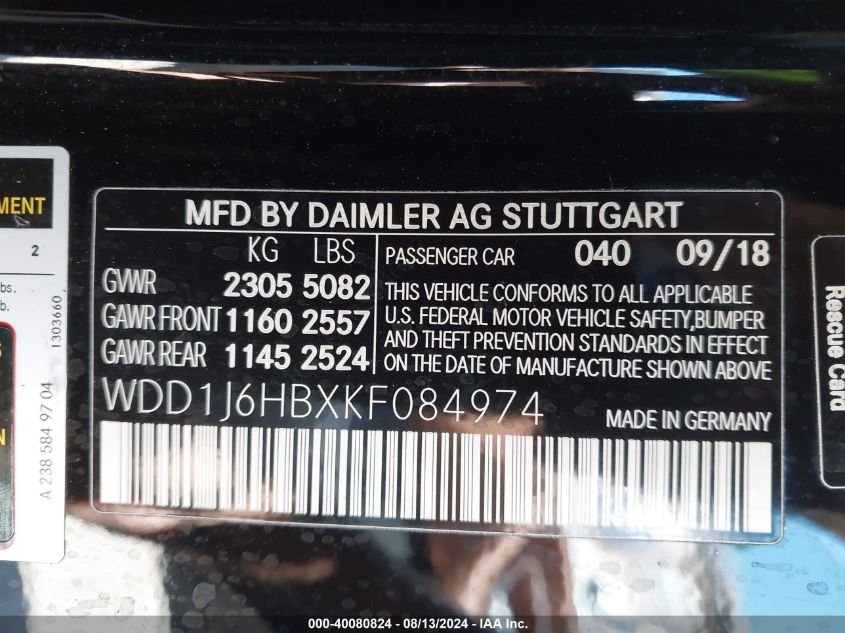 MENT
2
bs.
b.
1303660
A 238 584 97 04
MFD BY DAIMLER AG STUTTGART
KG LBS
GWR 2305 5082
GAWR FRONT 1160 2557
GAWR REAR 1145 2524
PASSENGER CAR 040 09/18
THIS VEHICLE CONFORMS TO ALL APPLICABLE
U.S. FEDERAL MOTOR VEHICLE SAFETY,BUMPER
AND THEFT PREVENTION STANDARDS IN EFFECT
ON THE DATE OF MANUFACTURE SHOWN ABOVE
WDD1J6HBXKF084974
MADE IN GERMANY
Rescue Card
000-40080824 - 08/13/2024 - IAA Inc.